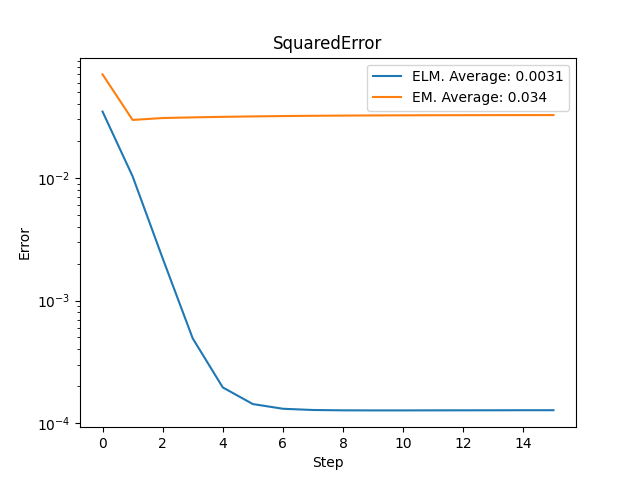 SquaredError
ELM. Average: 0.0031
EM. Average: 0.034
Error
10⁻²
10⁻³
10⁻⁴
0 2 4 6 8 10 12 14
Step